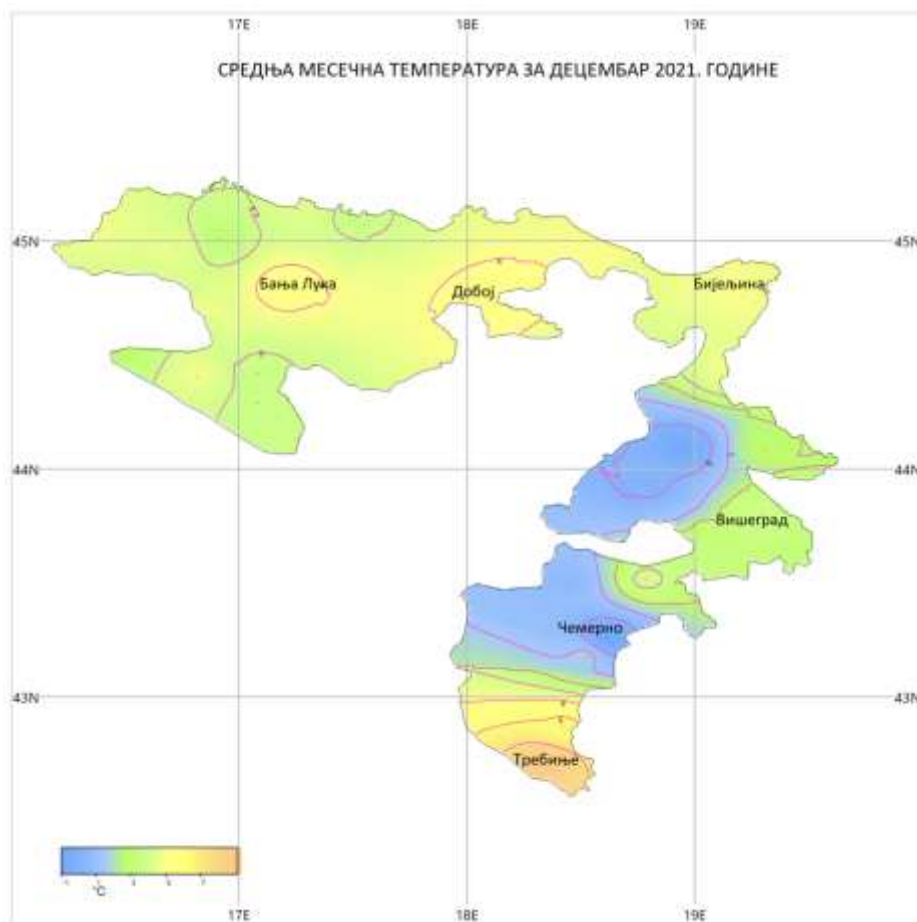 17E 18E 19E
СРЕДЊА МЕСЕЧНА ТЕМПЕРАТУРА ЗА ДЕЦЕМБАР 2021. ГОДИНЕ
45N 45N
Бања Лука
Добој
Бијељина
44N 44N
Вишеград
Чемерно
43N 43N
Требиње
°C
17E 18E 19E